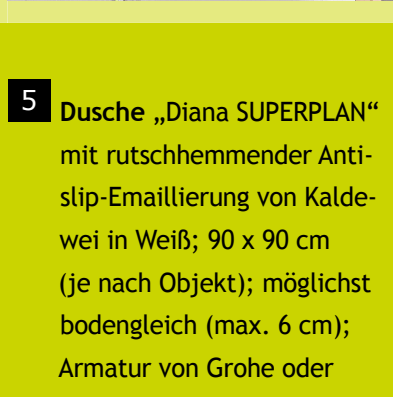 5 Dusche „Diana SUPERPLAN“
mit rutschhemmender Anti-
slip-Emaillierung von Kalde-
wei in Weiß; 90 x 90 cm
(je nach Objekt); möglichst
bodengleich (max. 6 cm);
Armatur von Grohe oder